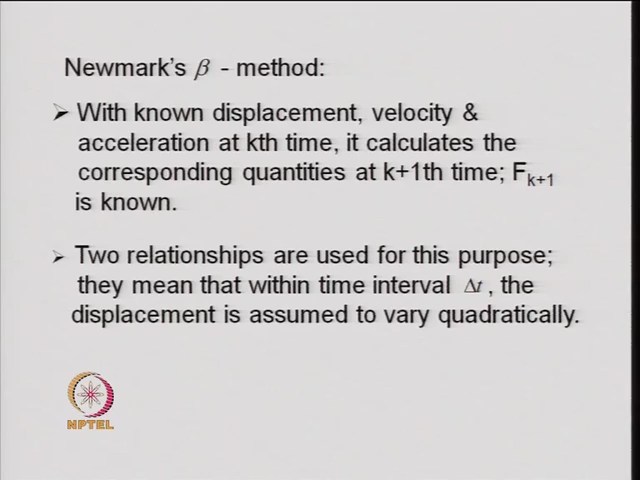 Newmark's β - method:
➢ With known displacement, velocity &
acceleration at kth time, it calculates the
corresponding quantities at k+1th time; Fk+1
is known.
➢ Two relationships are used for this purpose;
they mean that within time interval Δt , the
displacement is assumed to vary quadratically.
NPTEL